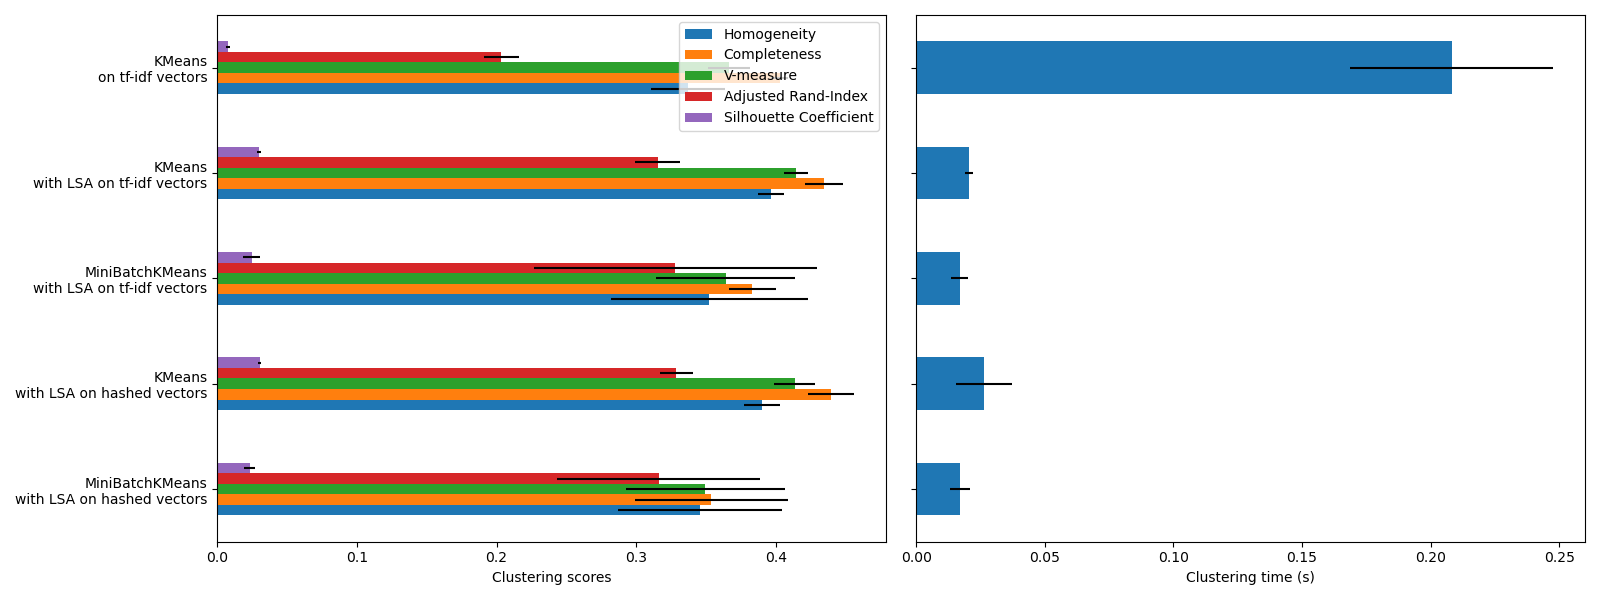 KMeans
on tf-idf vectors
KMeans
with LSA on tf-idf vectors
MiniBatchKMeans
with LSA on tf-idf vectors
KMeans
with LSA on hashed vectors
MiniBatchKMeans
with LSA on hashed vectors
Homogeneity
Completeness
V-measure
Adjusted Rand-Index
Silhouette Coefficient
0.0 0.1 0.2 0.3 0.4
Clustering scores
0.00 0.05 0.10 0.15 0.20 0.25
Clustering time (s)